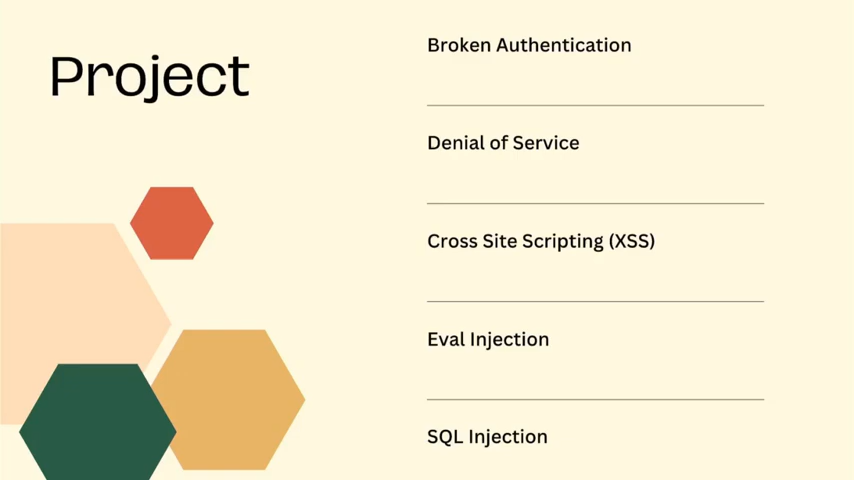 Project
Broken Authentication
Denial of Service
Cross Site Scripting (XSS)
Eval Injection
SQL Injection